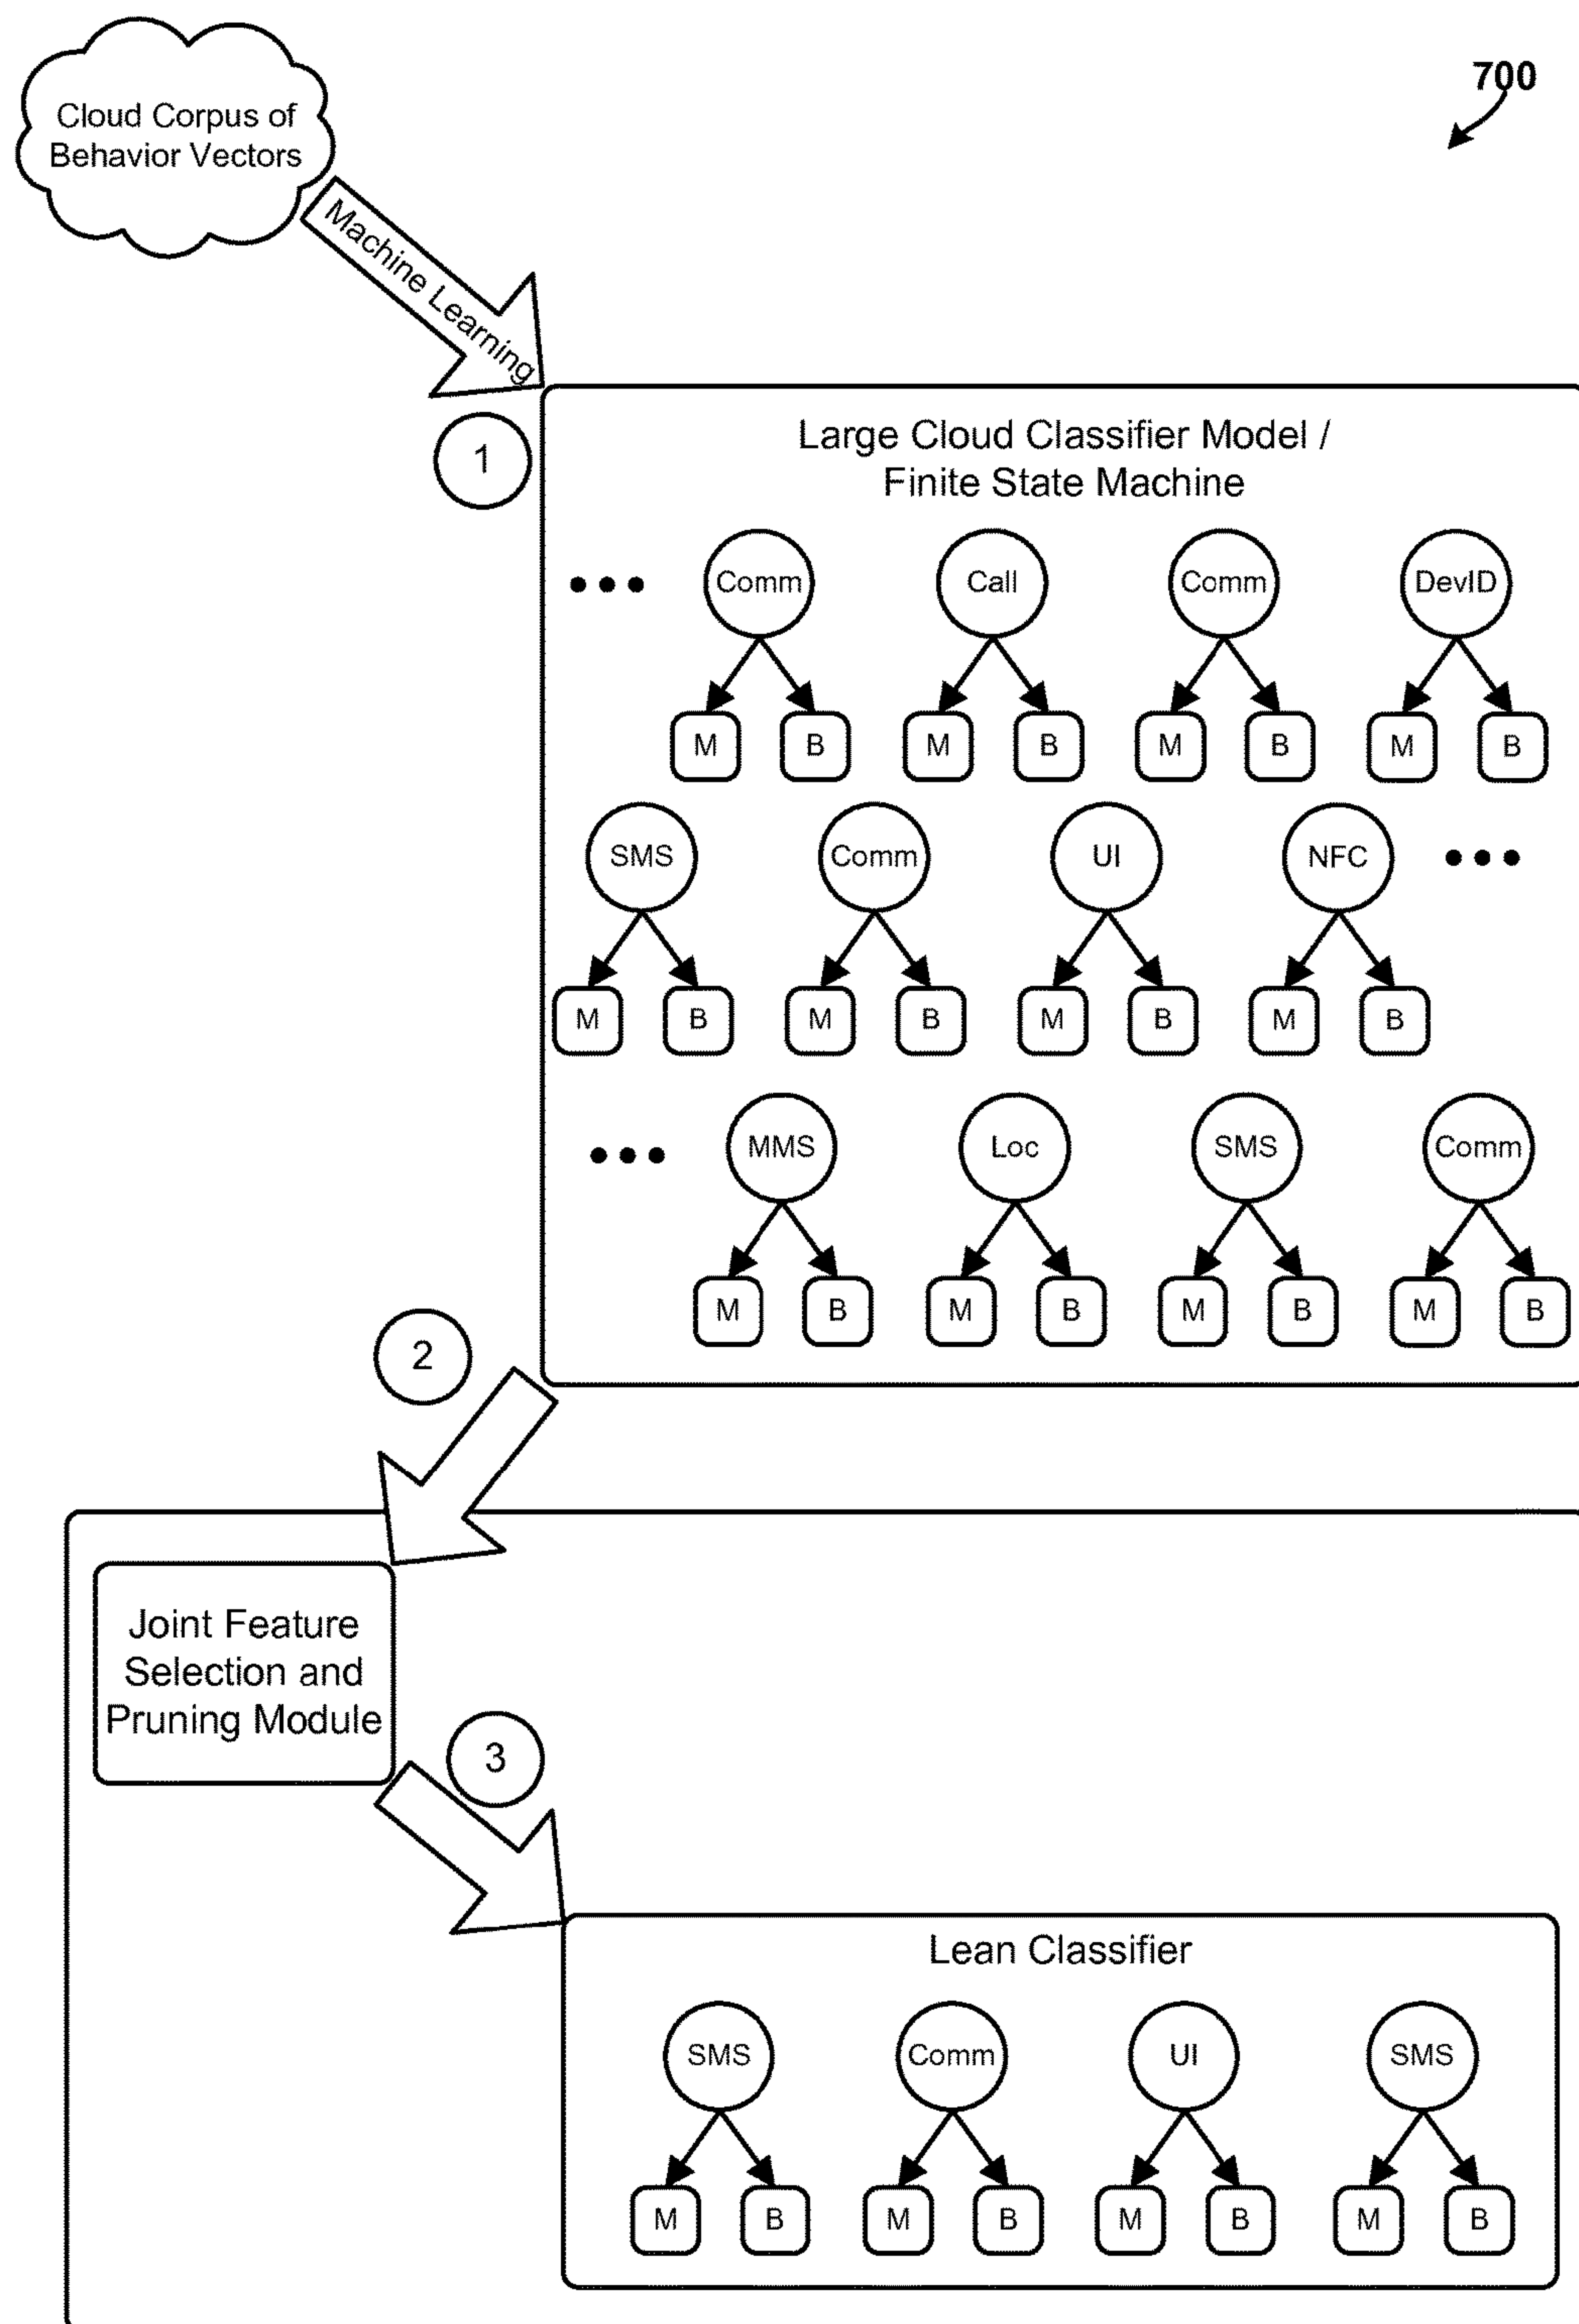 700
Cloud Corpus of
Behavior Vectors
Machine Learning
1
Large Cloud Classifier Model /
Finite State Machine
Comm Call Comm DevID
M B M B M B M B
SMS Comm UI NFC
M B M B M B M B
MMS Loc SMS Comm
M B M B M B M B
2
Joint Feature
Selection and
Pruning Module
3
Lean Classifier
SMS Comm UI SMS
M B M B M B M B